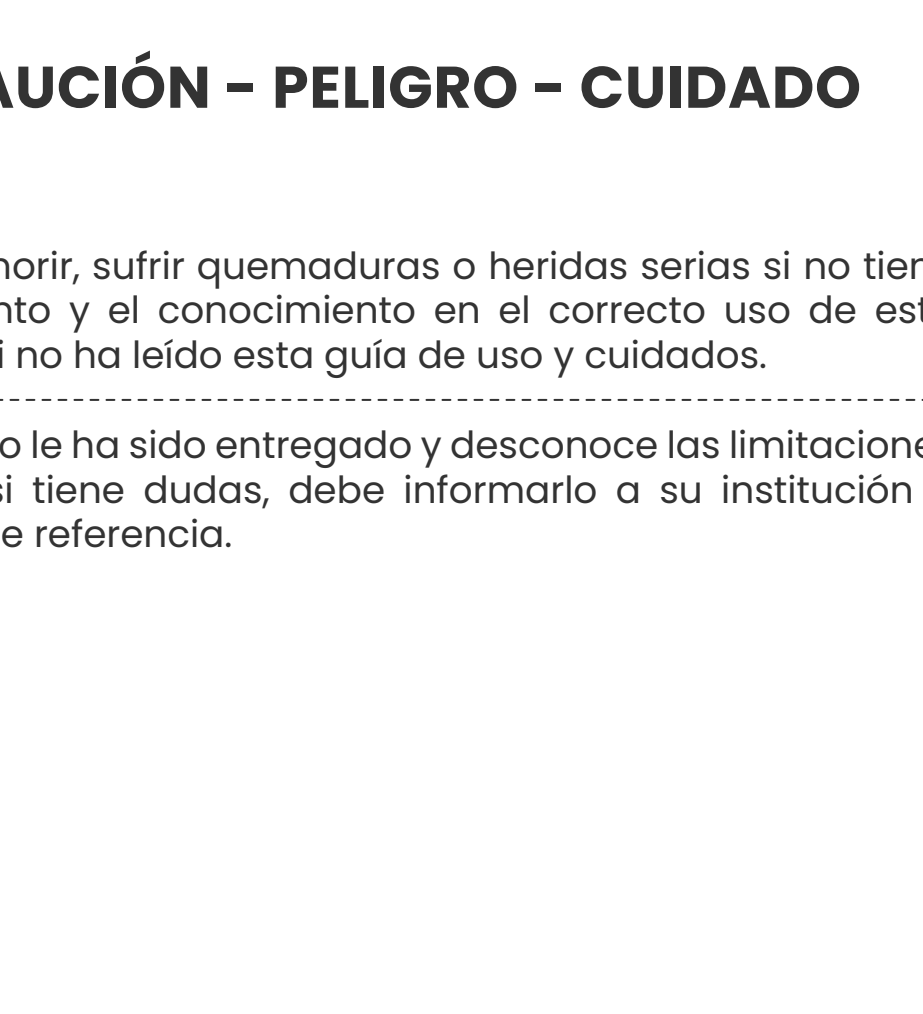 AUCIÓN - PELIGRO - CUIDADO
morir, sufrir quemaduras o heridas serias si no tien
nto y el conocimiento en el correcto uso de est
i no ha leído esta guía de uso y cuidados.
o le ha sido entregado y desconoce las limitacione
si tiene dudas, debe informarlo a su institución
e referencia.